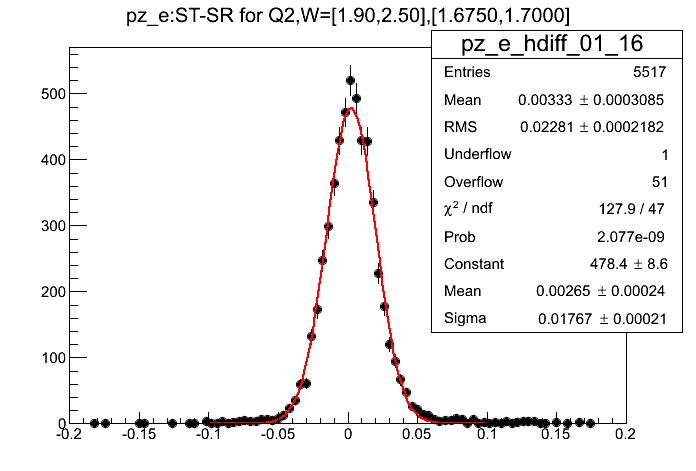 pz_e:ST-SR for Q2,W=[1.90,2.50],[1.6750,1.7000]
pz_e_hdiff_01_16
Entries 5517
Mean 0.00333 ± 0.0003085
RMS 0.02281 ± 0.0002182
Underflow 1
Overflow 51
χ² / ndf 127.9 / 47
Prob 2.077e-09
Constant 478.4 ± 8.6
Mean 0.00265 ± 0.00024
Sigma 0.01767 ± 0.00021
500
400
300
200
100
0
-0.2 -0.15 -0.1 -0.05 0 0.05 0.1 0.15 0.2